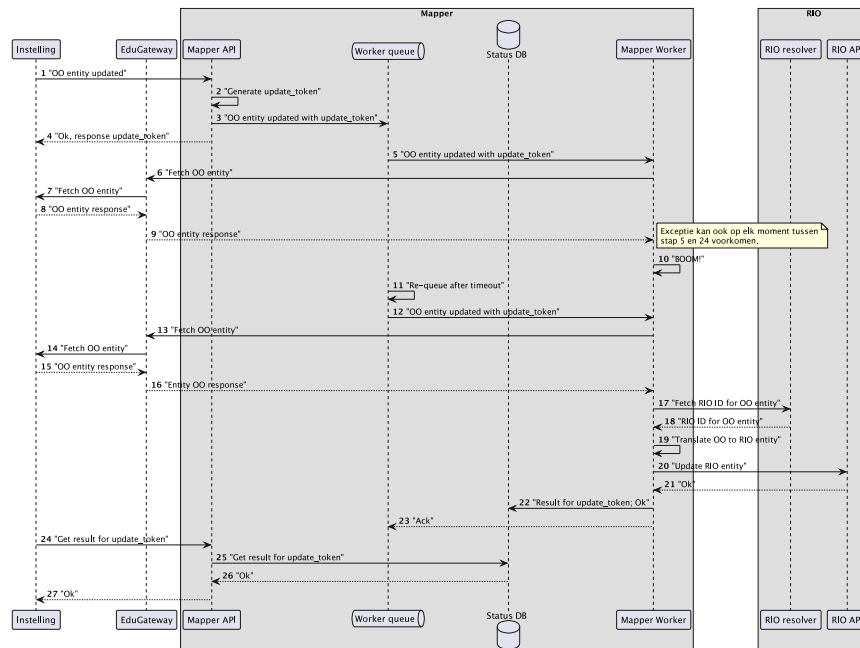 Mapper
RIO
Instelling
EduGateway
Mapper API
Worker queue
Status DB
Mapper Worker
RIO resolver
RIO AP
1 "OO entity updated"
2 "Generate update_token"
3 "OO entity updated with update_token"
4 "Ok, response update_token"
5 "OO entity updated with update_token"
6 "Fetch OO entity"
7 "Fetch OO entity"
8 "OO entity response"
9 "OO entity response"
Exceptie kan ook op elk moment tussen
stap 5 en 24 voorkomen.
10 "BOOM!"
11 "Re-queue after timeout"
12 "OO entity updated with update_token"
13 "Fetch OO entity"
14 "Fetch OO entity"
15 "OO entity response"
16 "Entity OO response"
17 "Fetch RIO ID for OO entity"
18 "RIO ID for OO entity"
19 "Translate OO to RIO entity"
20 "Update RIO entity"
21 "Ok"
22 "Result for update_token; Ok"
23 "Ack"
24 "Get result for update_token"
25 "Get result for update_token"
26 "Ok"
27 "Ok"
Instelling
EduGateway
Mapper API
Worker queue
Status DB
Mapper Worker
RIO resolver
RIO AP